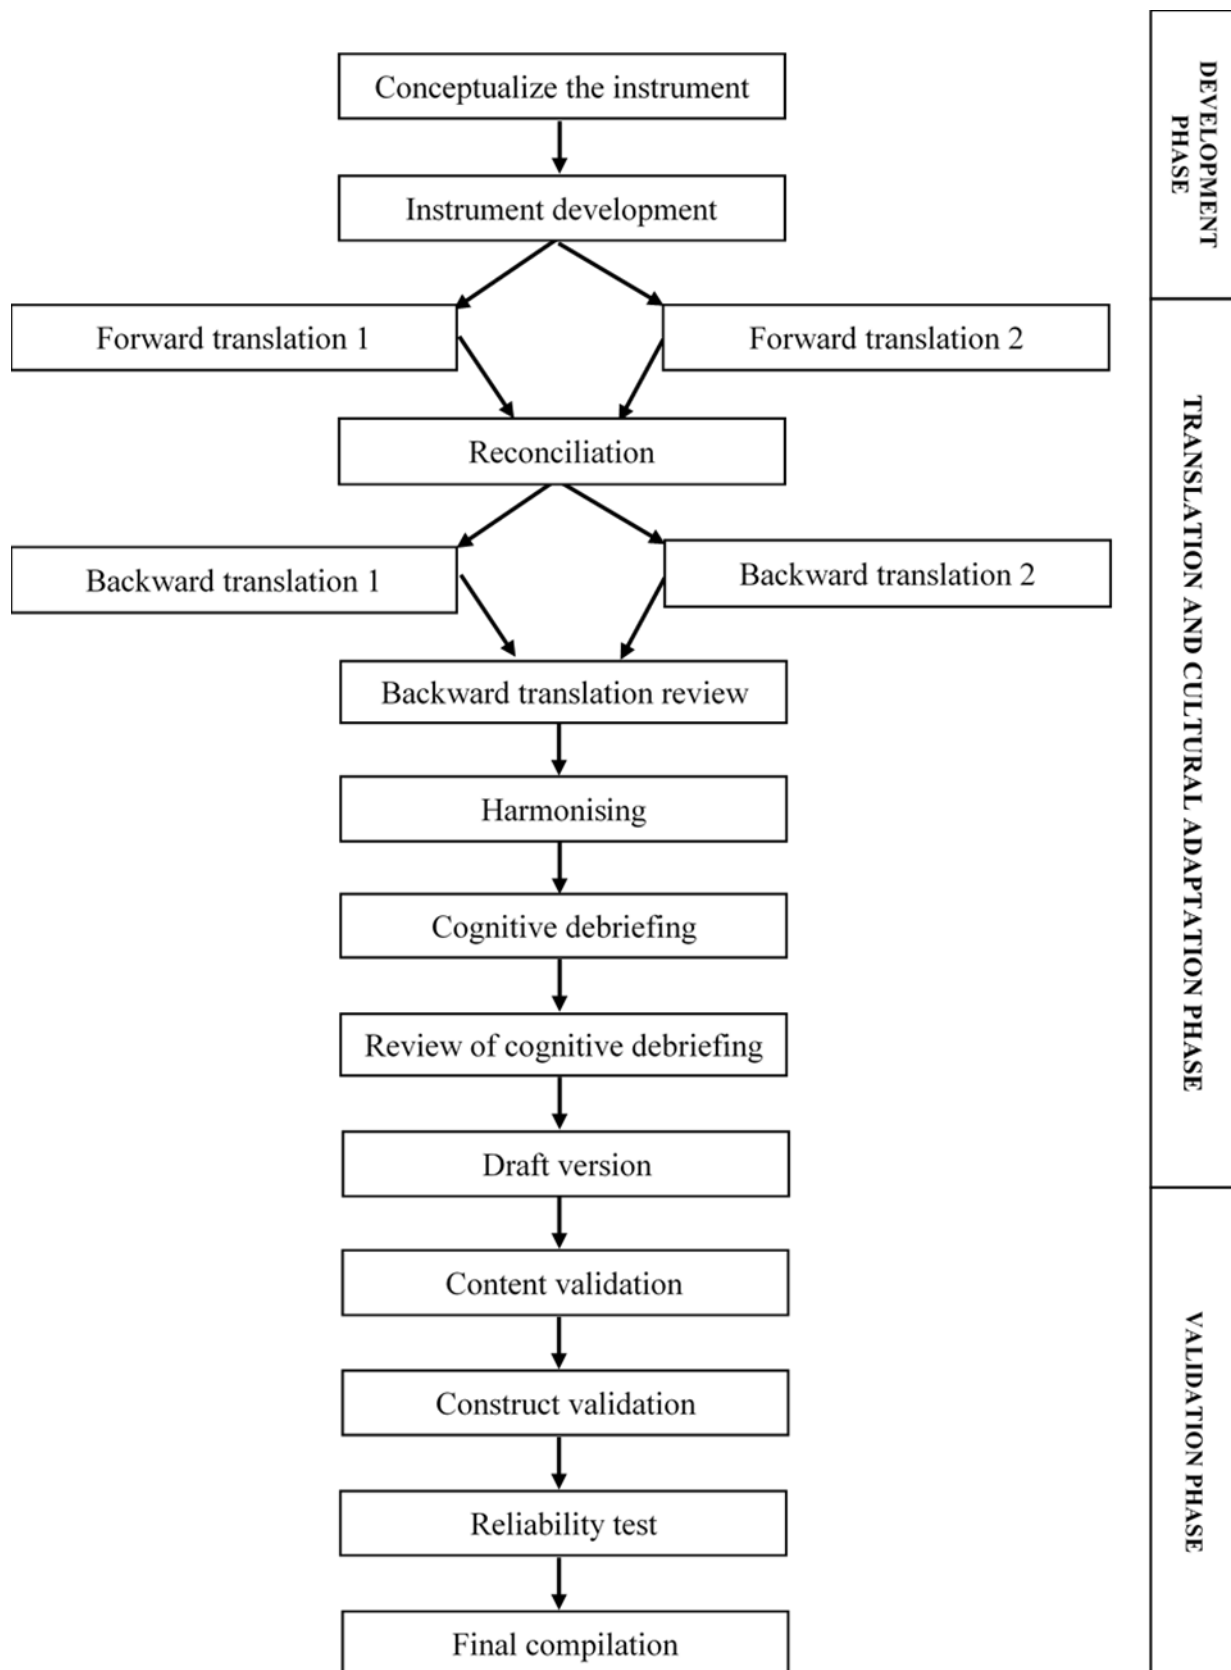 Conceptualize the instrument
Instrument development
Forward translation 1
Forward translation 2
Reconciliation
Backward translation 1
Backward translation 2
Backward translation review
Harmonising
Cognitive debriefing
Review of cognitive debriefing
Draft version
Content validation
Construct validation
Reliability test
Final compilation
DEVELOPMENT
PHASE
TRANSLATION AND CULTURAL ADAPTATION PHASE
VALIDATION PHASE